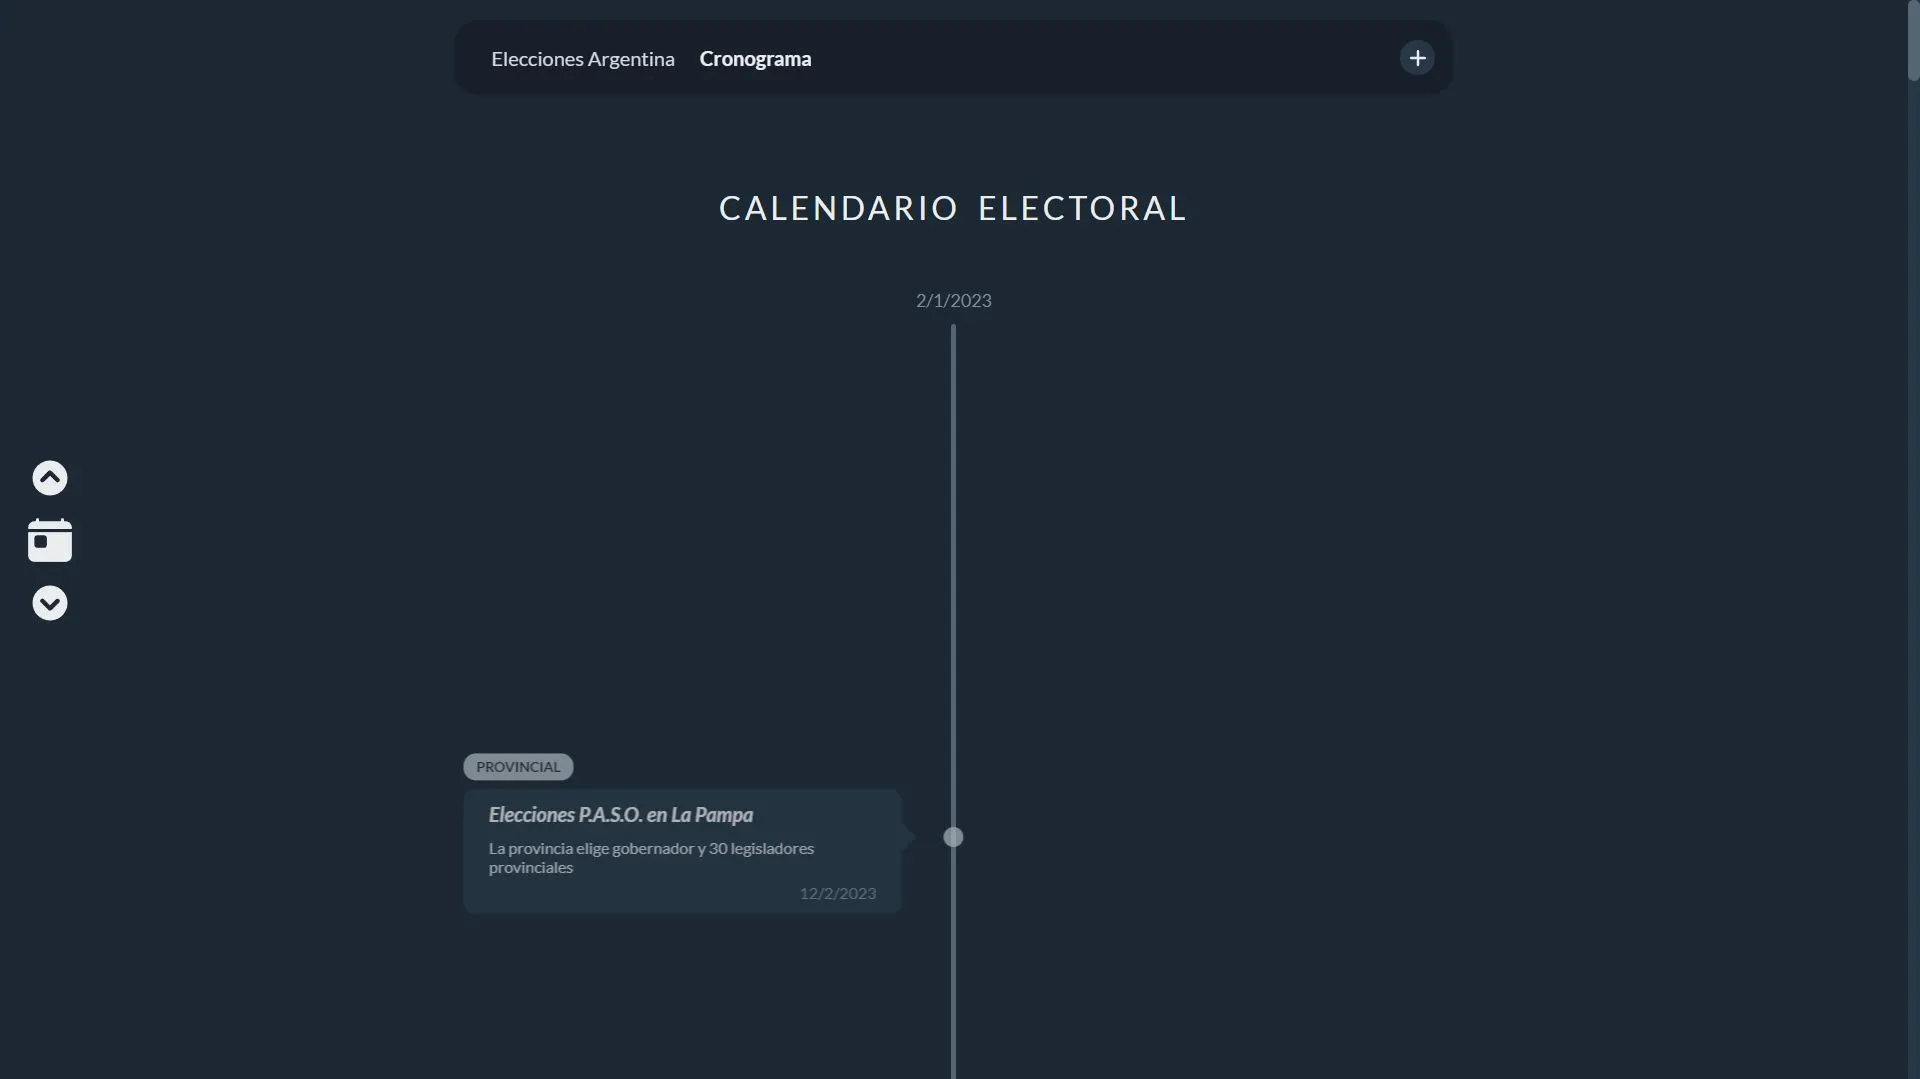 Elecciones Argentina Cronograma
CALENDARIO ELECTORAL
2/1/2023
PROVINCIAL
Elecciones P.A.S.O. en La Pampa
La provincia elige gobernador y 30 legisladores
provinciales
12/2/2023